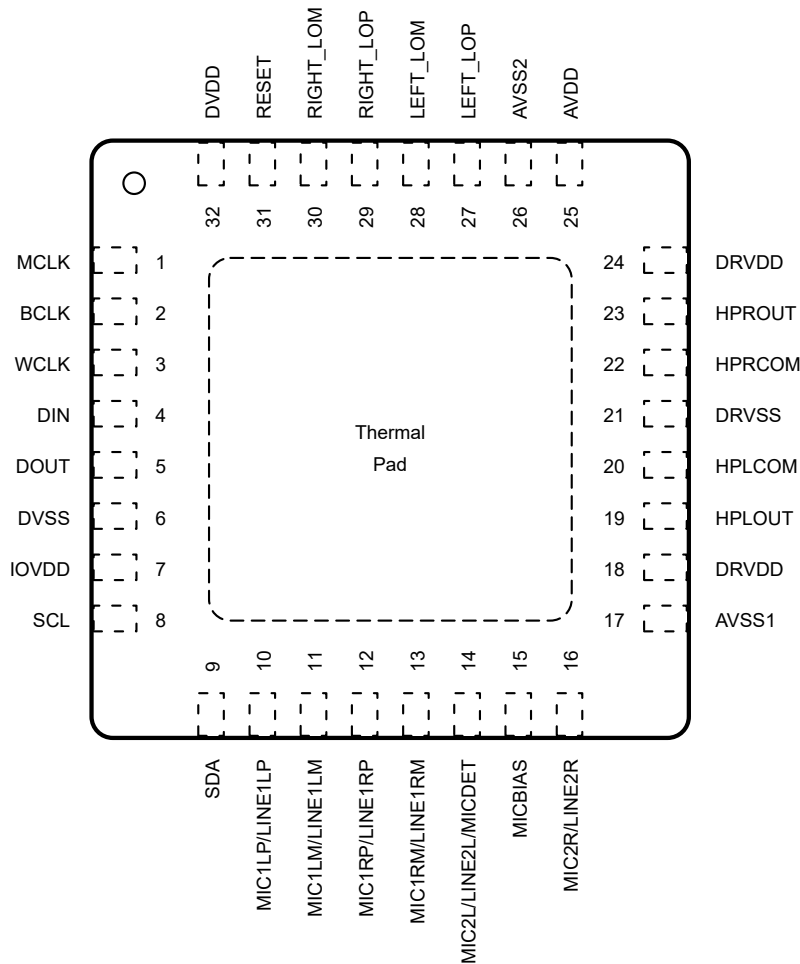 DVDD
RESET
RIGHT_LOM
RIGHT_LOP
LEFT_LOM
LEFT_LOP
AVSS2
AVDD
32
31
30
29
28
27
26
25
MCLK 1
BCLK 2
WCLK 3
DIN 4
DOUT 5
DVSS 6
IOVDD 7
SCL 8
Thermal
Pad
24 DRVDD
23 HPROUT
22 HPRCOM
21 DRVSS
20 HPLCOM
19 HPLOUT
18 DRVDD
17 AVSS1
9
10
11
12
13
14
15
16
SDA
MIC1LP/LINE1LP
MIC1LM/LINE1LM
MIC1RP/LINE1RP
MIC1RM/LINE1RM
MIC2L/LINE2L/MICDET
MICBIAS
MIC2R/LINE2R